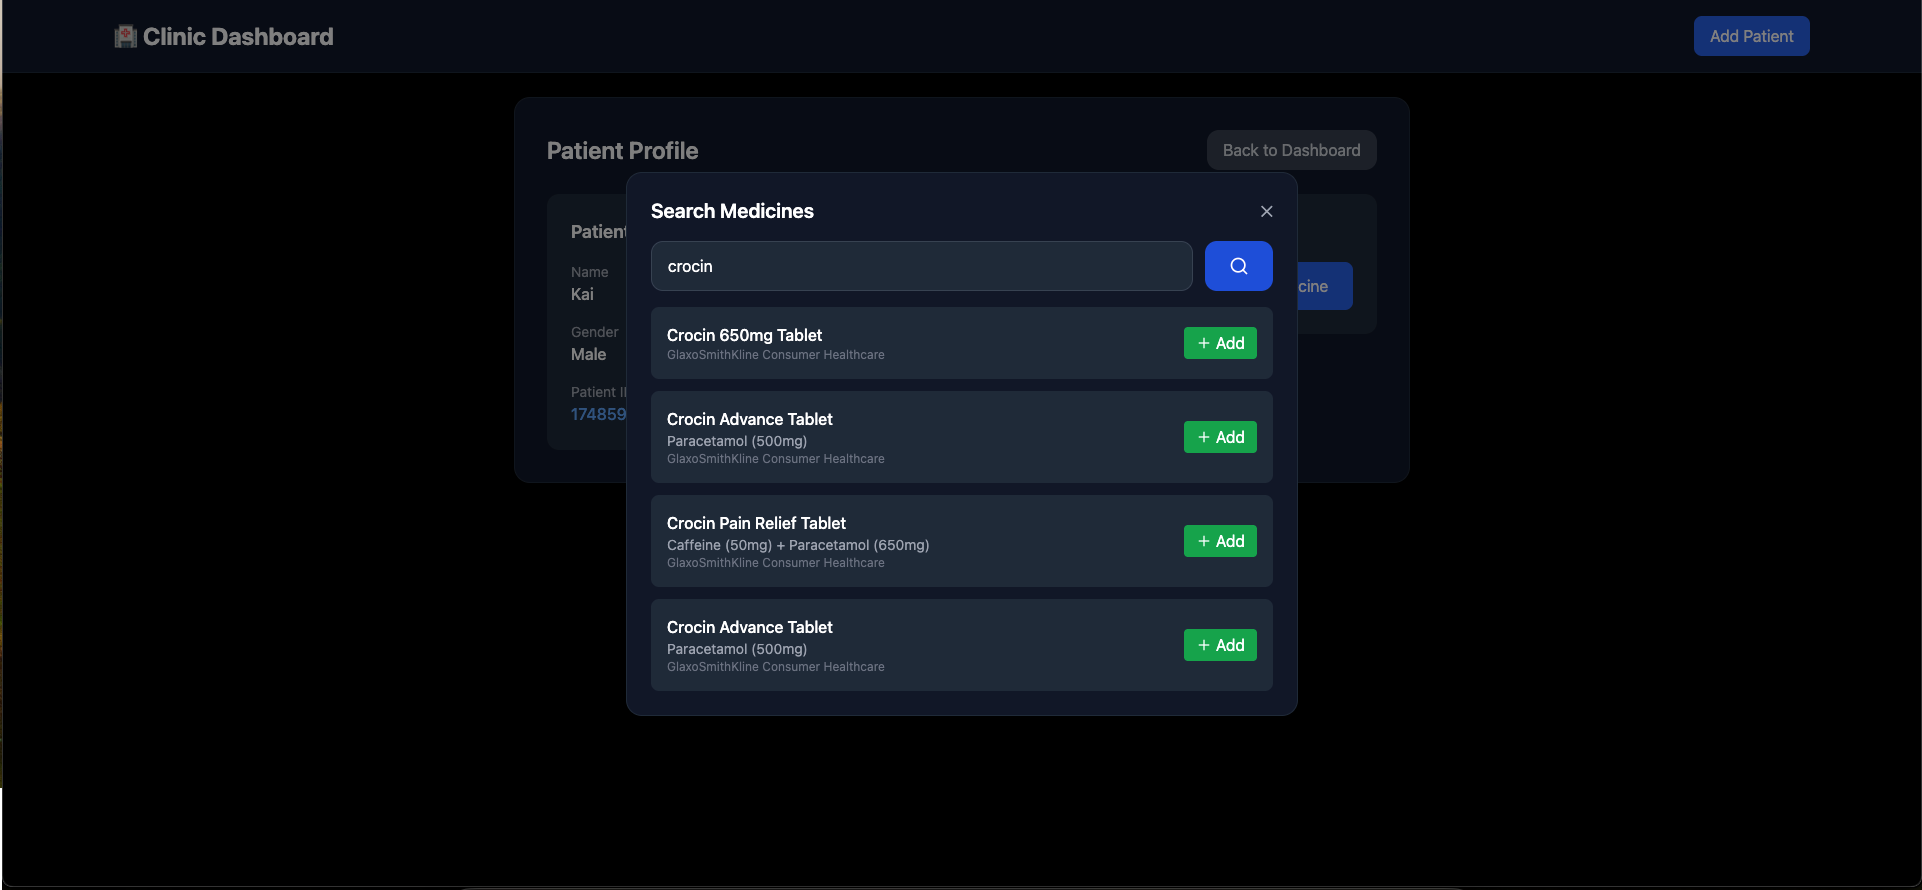 Clinic Dashboard
Add Patient
Patient Profile
Back to Dashboard
Search Medicines
Patient
Name
Kai
Gender
Male
Patient
174859
crocin
cine
Crocin 650mg Tablet
GlaxoSmithKline Consumer Healthcare
+ Add
Crocin Advance Tablet
Paracetamol (500mg)
GlaxoSmithKline Consumer Healthcare
+ Add
Crocin Pain Relief Tablet
Caffeine (50mg) + Paracetamol (650mg)
GlaxoSmithKline Consumer Healthcare
+ Add
Crocin Advance Tablet
Paracetamol (500mg)
GlaxoSmithKline Consumer Healthcare
+ Add